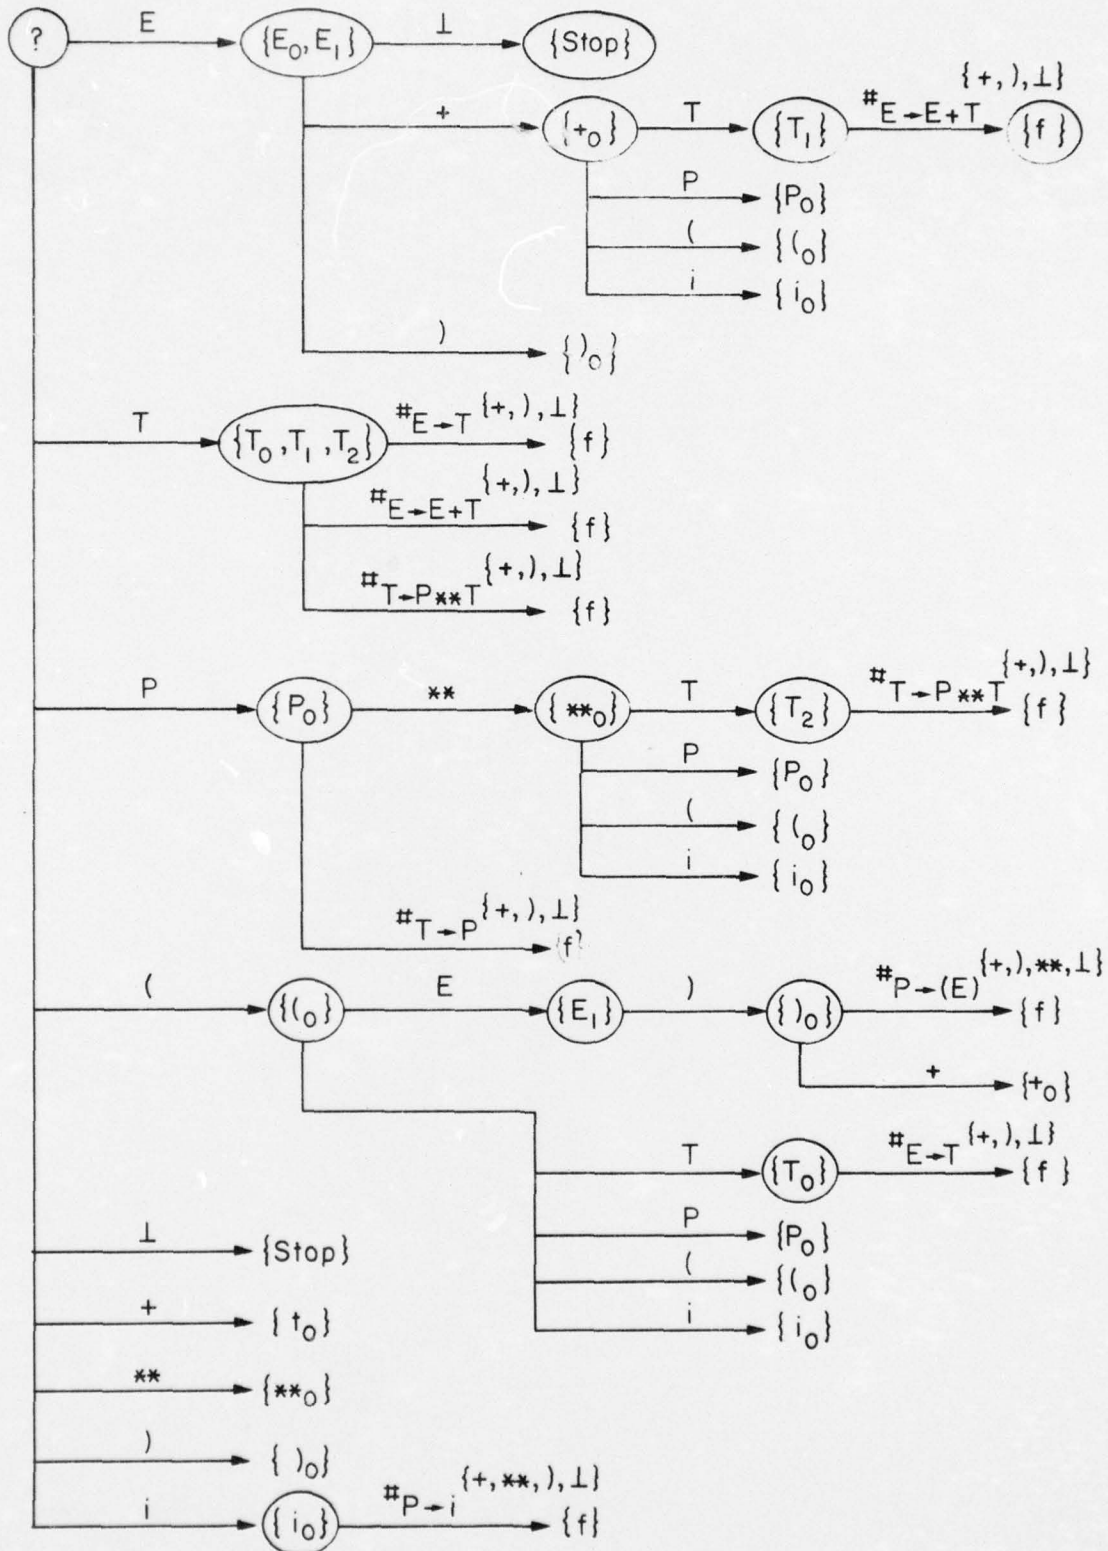 ? E {E₀, E₁} ⊥ {Stop}
{+, ), ⊥}
+ {+₀} T {T₁} #E→E+T {f}
P {P₀}
( {(₀}
i {i₀}
) {)₀}
T {T₀, T₁, T₂} #E→T {+, ), ⊥} {f}
#E→E+T {+, ), ⊥} {f}
#T→P**T {+, ), ⊥} {f}
P {P₀} ** {**₀} T {T₂} #T→P**T {+, ), ⊥} {f}
P {P₀}
( {(₀}
i {i₀}
#T→P {+, ), ⊥} {f}
( {(₀} E {E₁} ) {)₀} #P→(E) {+, ), **, ⊥} {f}
+ {+₀}
T {T₀} #E→T {+, ), ⊥} {f}
P {P₀}
( {(₀}
i {i₀}
⊥ {Stop}
+ {t₀}
** {**₀}
) {)₀}
i {i₀} #P→i {+, **, ), ⊥} {f}